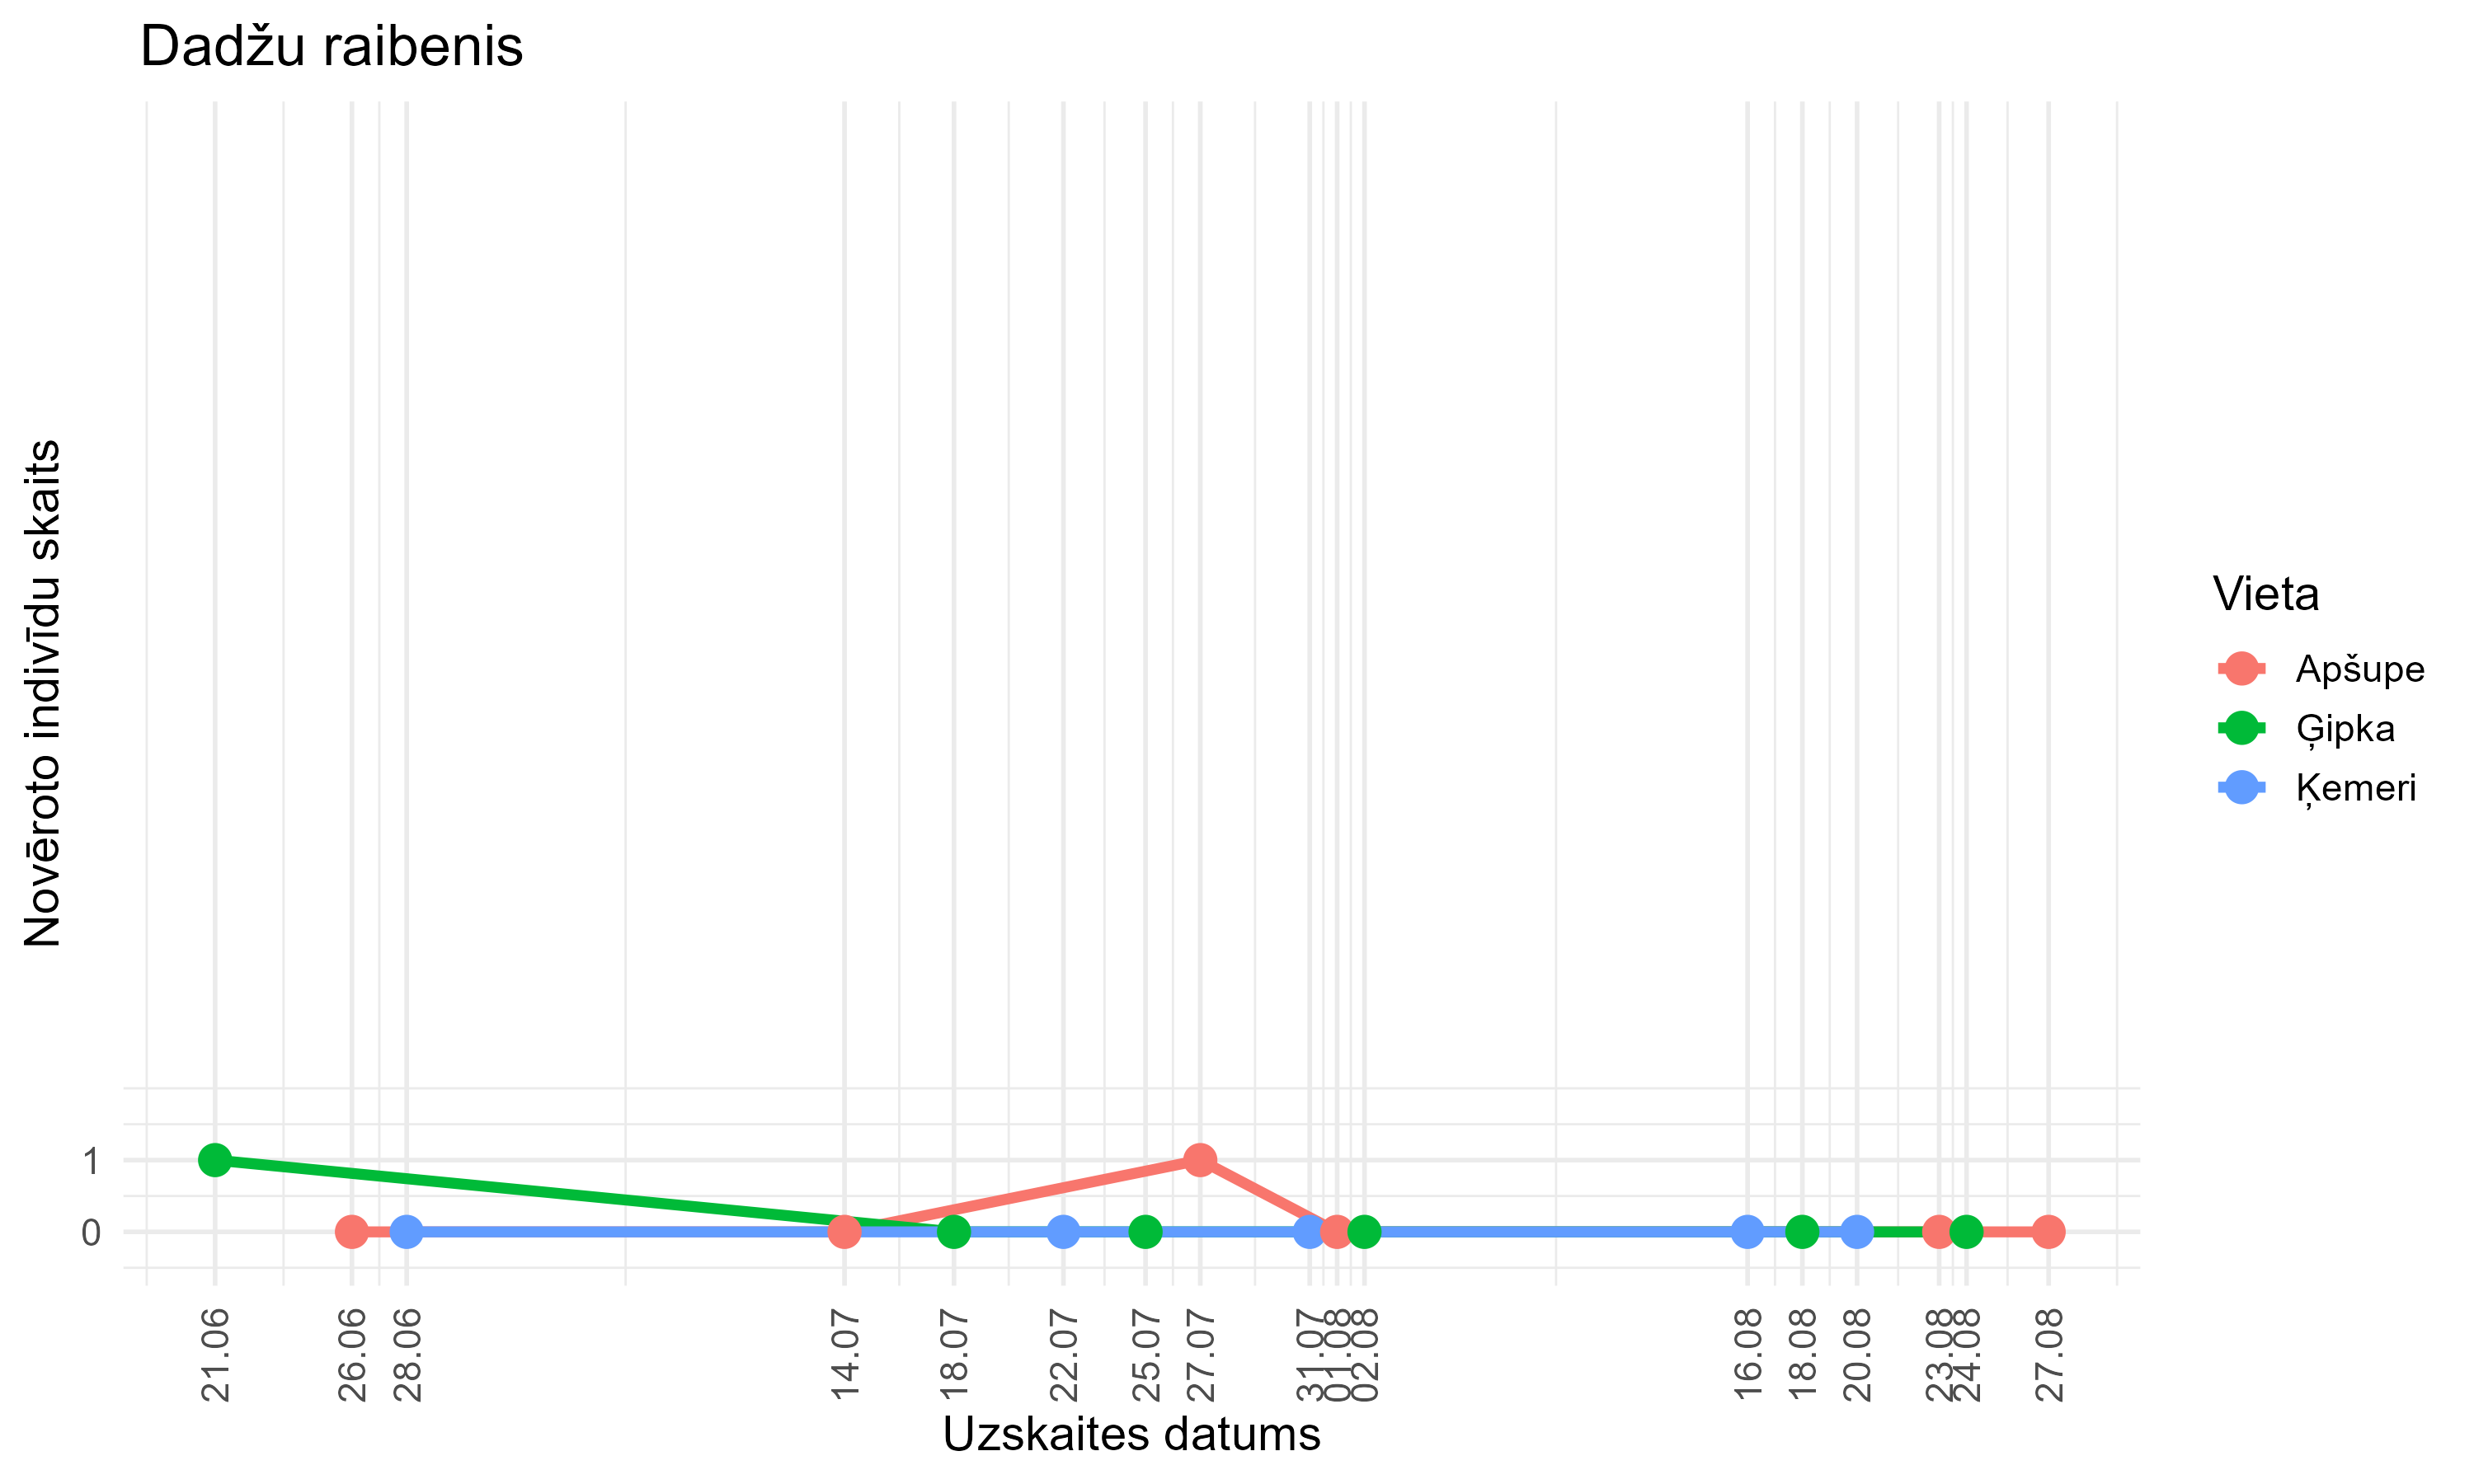 Dadžu raibenis
Novēroto indivīdu skaits
1
0
21.06
26.06
28.06
14.07
18.07
22.07
25.07
27.07
31.07
01.08
02.08
16.08
18.08
20.08
23.08
24.08
27.08
Uzskaites datums
Vieta
Apšupe
Ģipka
Ķemeri